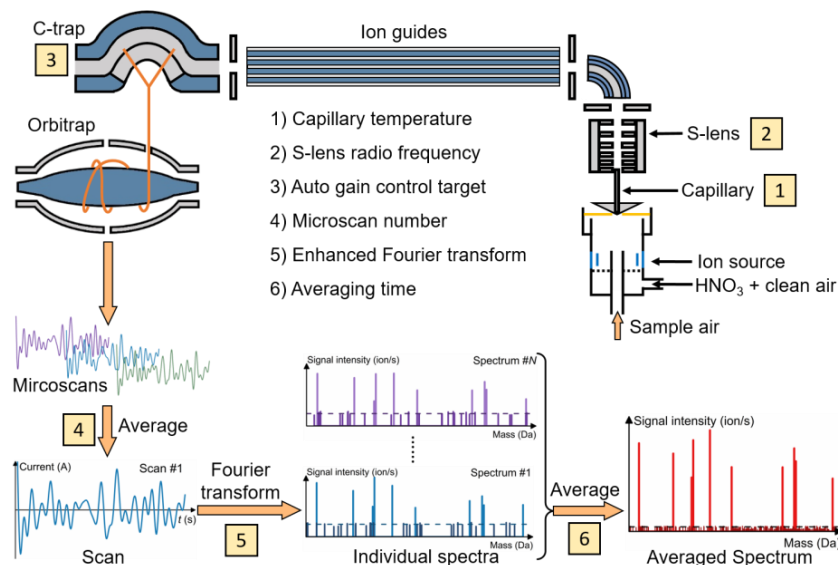 C-trap
3
Ion guides
Orbitrap
1) Capillary temperature
2) S-lens radio frequency
3) Auto gain control target
4) Microscan number
5) Enhanced Fourier transform
6) Averaging time
S-lens
2
Capillary
1
Ion source
HNO₃ + clean air
Sample air
Mircoscans
4
Average
Current (A)
Scan #1
t (s)
Scan
Fourier
transform
5
Signal intensity (ion/s)
Spectrum #N
Mass (Da)
Signal intensity (ion/s)
Spectrum #1
Mass (Da)
Individual spectra
Average
6
Signal intensity (ion/s)
Mass (Da)
Averaged Spectrum